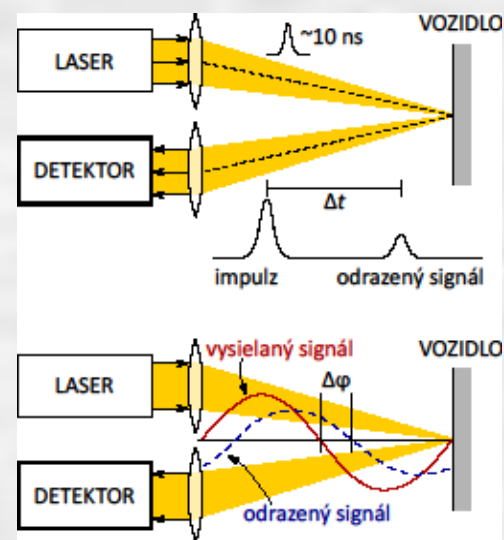 VOZIDLO
~10 ns
LASER
DETEKTOR
Δt
impulz
odrazený signál
VOZIDLO
vysielaný signál
Δφ
LASER
DETEKTOR
odrazený signál